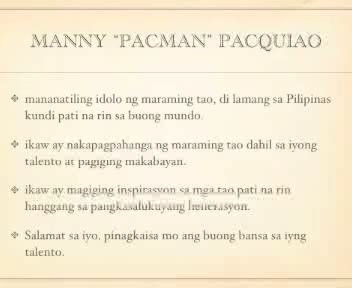 MANNY "PACMAN" PACQUIAO
❖ mananatiling idolo ng maraming tao, di lamang sa Pilipinas
kundi pati na rin sa buong mundo.
❖ ikaw ay nakapagpahanga ng maraming tao dahil sa iyong
talento at pagiging makabayan.
❖ ikaw ay magiging inspirasyon sa mga tao pati na rin
hanggang sa pangkasalukuyang henerasyon.
❖ Salamat sa iyo, pinagkaisa mo ang buong bansa sa iyng
talento.